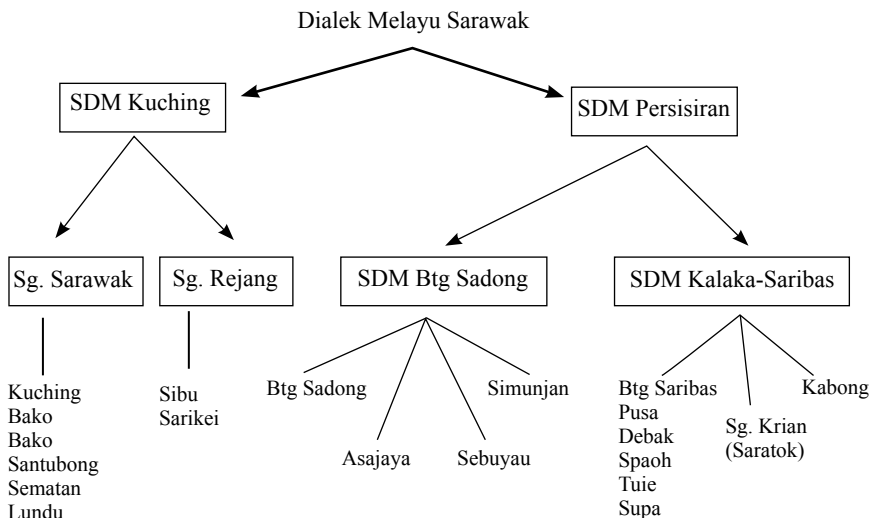 Dialek Melayu Sarawak
SDM Kuching
SDM Persisiran
Sg. Sarawak
Sg. Rejang
SDM Btg Sadong
SDM Kalaka-Saribas
Kuching
Bako
Bako
Santubong
Sematan
Lundu
Sibu
Sarikei
Btg Sadong
Asajaya
Sebuyau
Simunjan
Btg Saribas
Pusa
Debak
Spaoh
Tuie
Supa
Sg. Krian
(Saratok)
Kabong